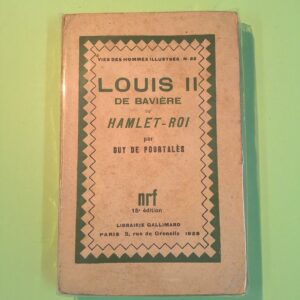 VIES DES HOMMES ILLUSTRES - N. 22
LOUIS II
DE BAVIÈRE
ou
HAMLET-ROI
par
GUY DE POURTALÈS
nrf
15e édition
LIBRAIRIE GALLIMARD
PARIS 3, rue de Grenelle 1928